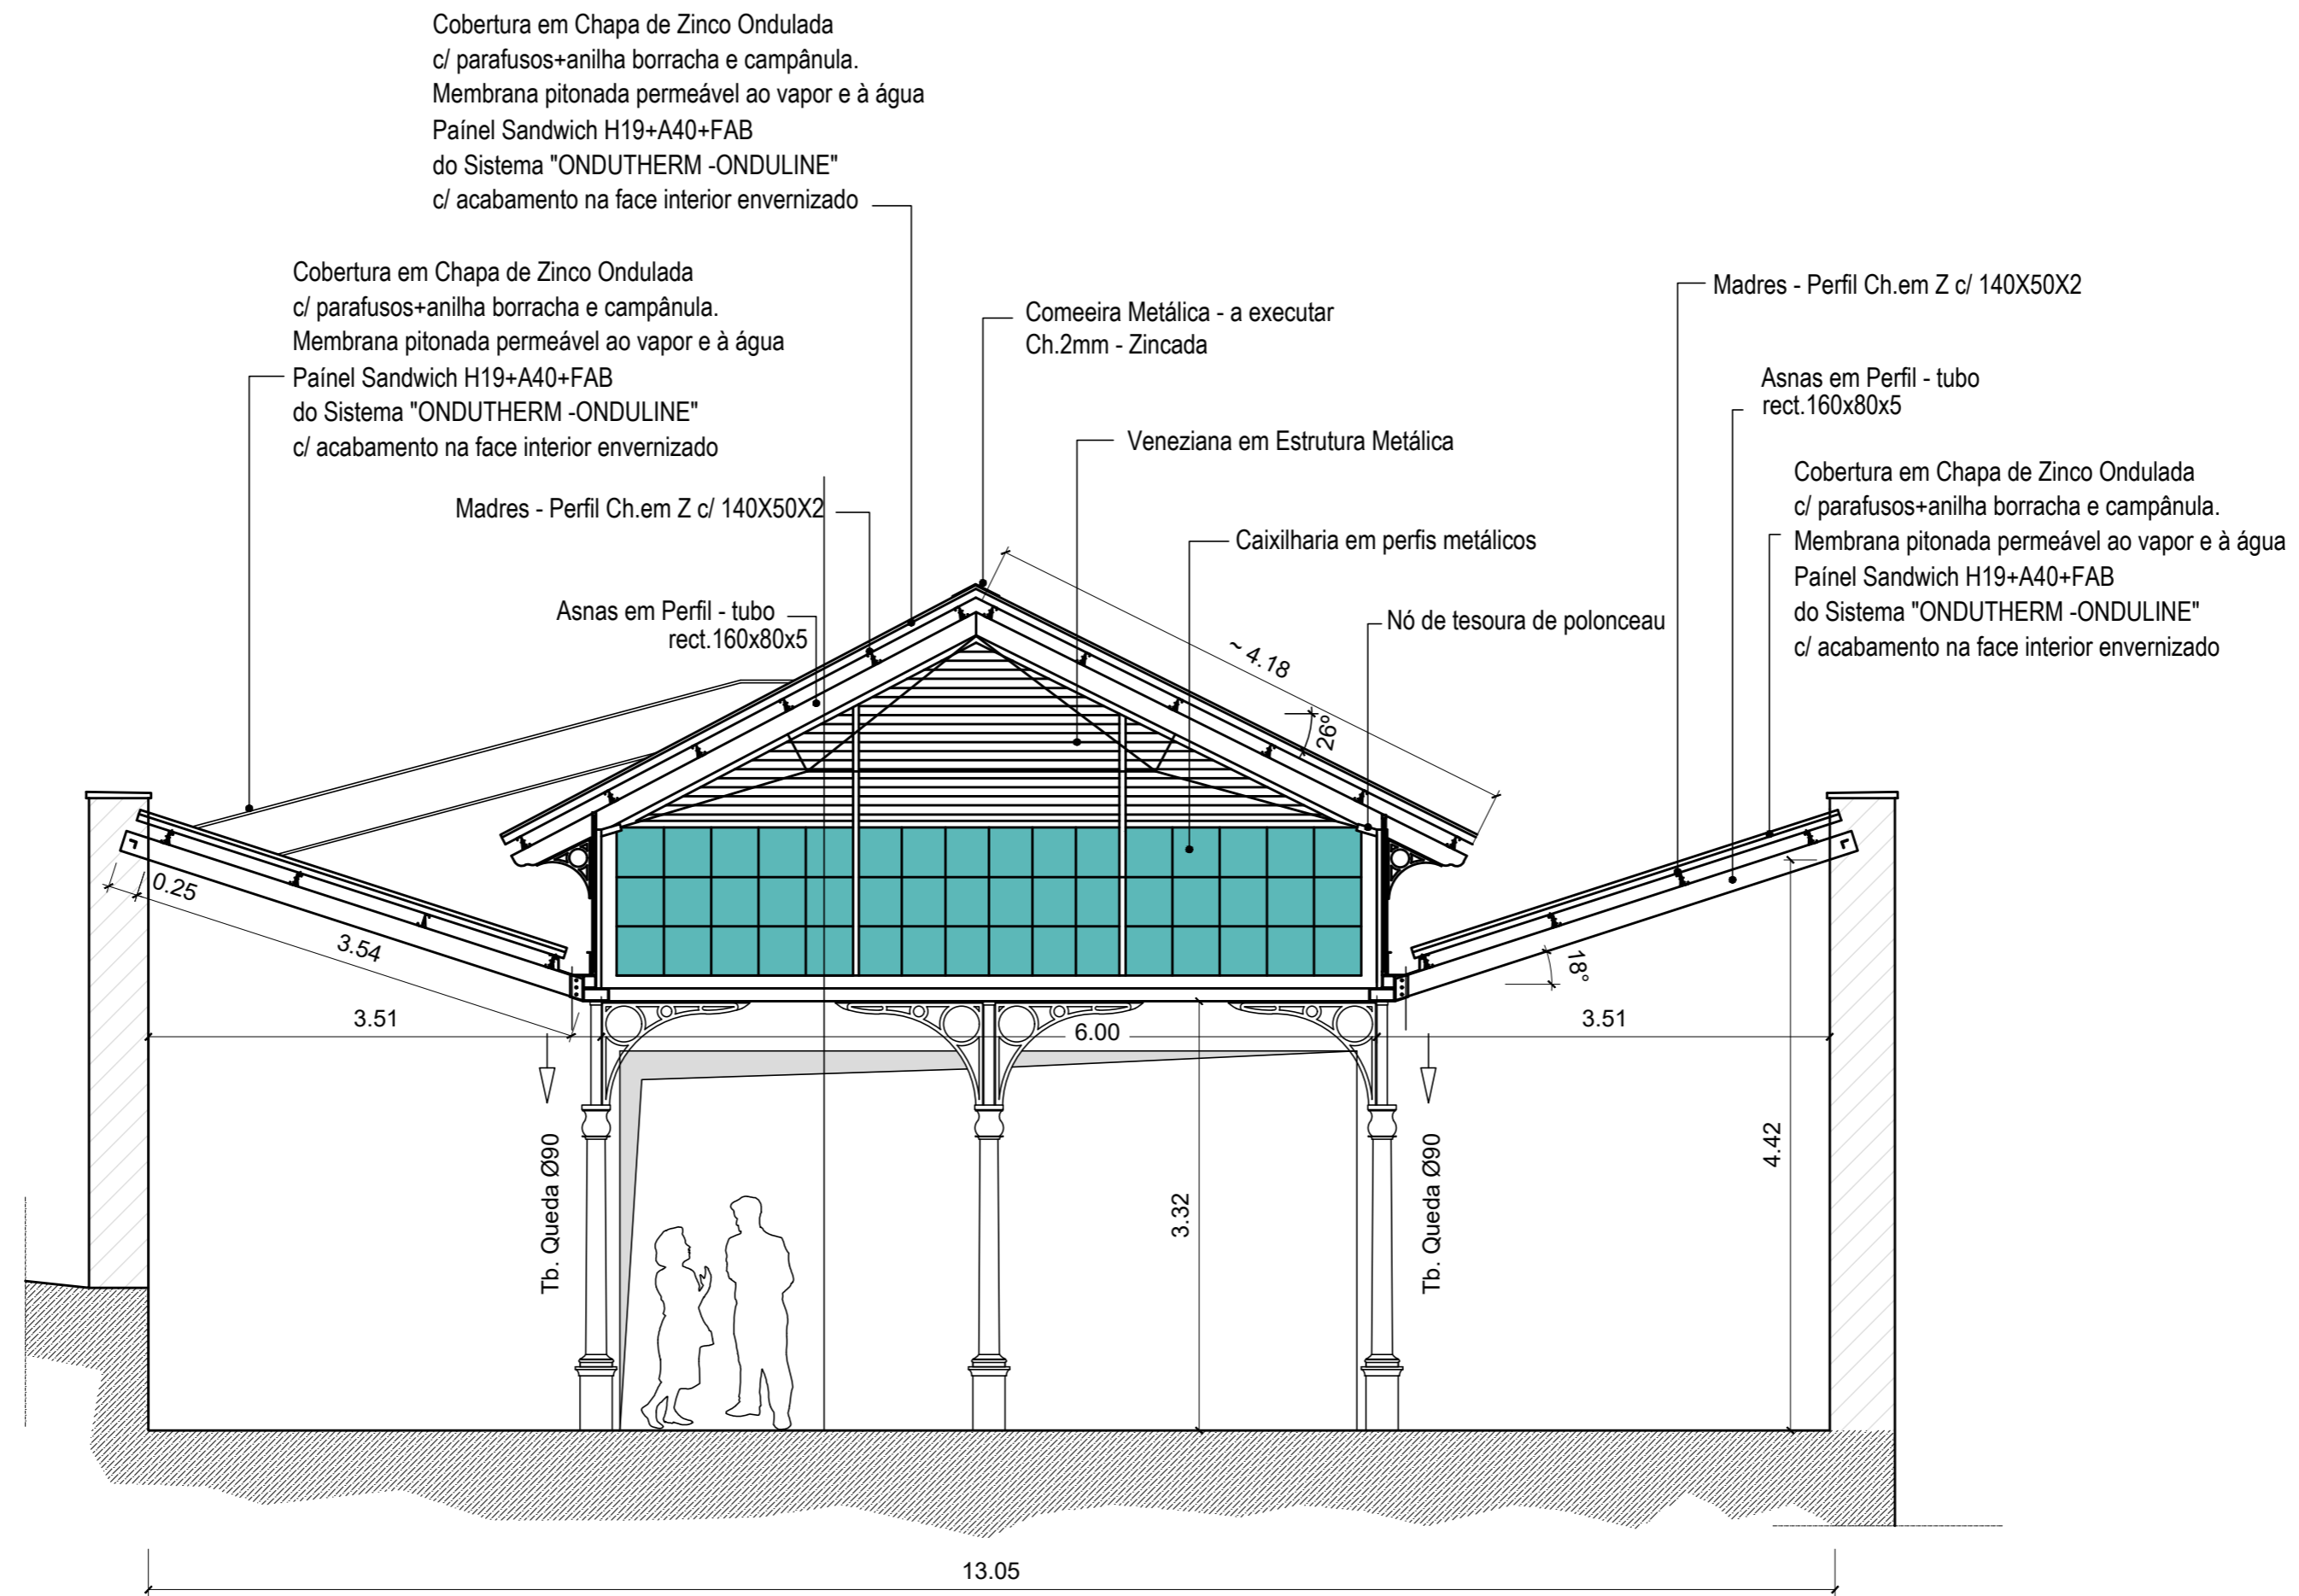 Cobertura em Chapa de Zinco Ondulada
c/ parafusos+anilha borracha e campânula.
Membrana pitonada permeável ao vapor e à água
Paínel Sandwich H19+A40+FAB
do Sistema "ONDUTHERM -ONDULINE"
c/ acabamento na face interior envernizado
Cobertura em Chapa de Zinco Ondulada
c/ parafusos+anilha borracha e campânula.
Membrana pitonada permeável ao vapor e à água
Paínel Sandwich H19+A40+FAB
do Sistema "ONDUTHERM -ONDULINE"
c/ acabamento na face interior envernizado
Comeeira Metálica - a executar
Ch.2mm - Zincada
Madres - Perfil Ch.em Z c/ 140X50X2
Asnas em Perfil - tubo
rect.160x80x5
Veneziana em Estrutura Metálica
Cobertura em Chapa de Zinco Ondulada
c/ parafusos+anilha borracha e campânula.
Membrana pitonada permeável ao vapor e à água
Paínel Sandwich H19+A40+FAB
do Sistema "ONDUTHERM -ONDULINE"
c/ acabamento na face interior envernizado
Madres - Perfil Ch.em Z c/ 140X50X2
Caixilharia em perfis metálicos
Asnas em Perfil - tubo
rect.160x80x5
Nó de tesoura de polonceau
~ 4.18
26º
0.25
3.54
18°
3.51
6.00
3.51
Tb. Queda Ø90
3.32
Tb. Queda Ø90
4.42
13.05